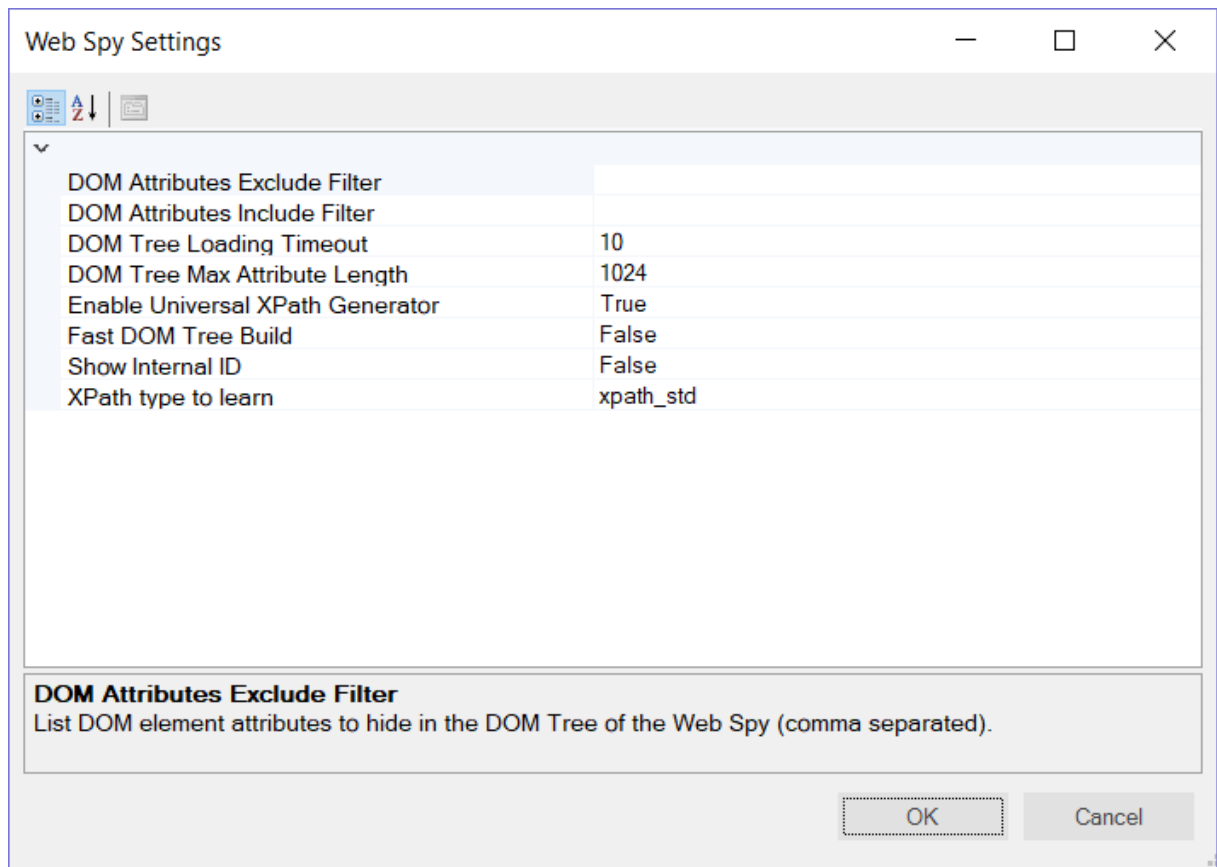 Web Spy Settings
DOM Attributes Exclude Filter
DOM Attributes Include Filter
DOM Tree Loading Timeout 10
DOM Tree Max Attribute Length 1024
Enable Universal XPath Generator True
Fast DOM Tree Build False
Show Internal ID False
XPath type to learn xpath_std
DOM Attributes Exclude Filter
List DOM element attributes to hide in the DOM Tree of the Web Spy (comma separated).
OK Cancel